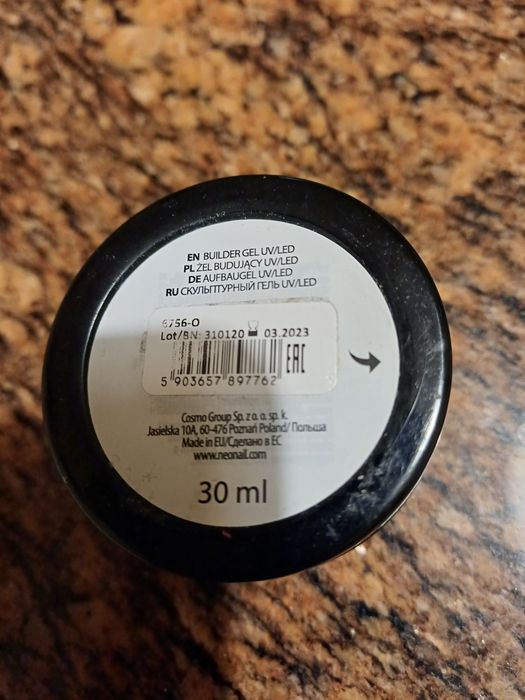 EN BUILDER GEL UV/LED
PL ŻEL BUDUJĄCY UV/LED
DE AUFBAUGEL UV/LED
RU СКУЛЬПТУРНЫЙ ГЕЛЬ UV/LED
6756-O
Lot/BN: 310120 03.2023
5 903657 897762
EAC
Cosmo Group Sp. z o. o. sp. k.
Jasielska 10A, 60-476 Poznań Poland/ Польша
Made in EU/Сделано в ЕС
www.neonail.com
30 ml